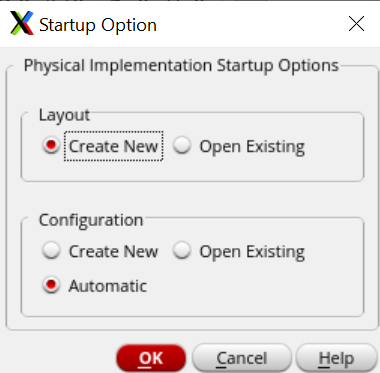 Startup Option
Physical Implementation Startup Options
Layout
Create New Open Existing
Configuration
Create New Open Existing
Automatic
OK Cancel Help